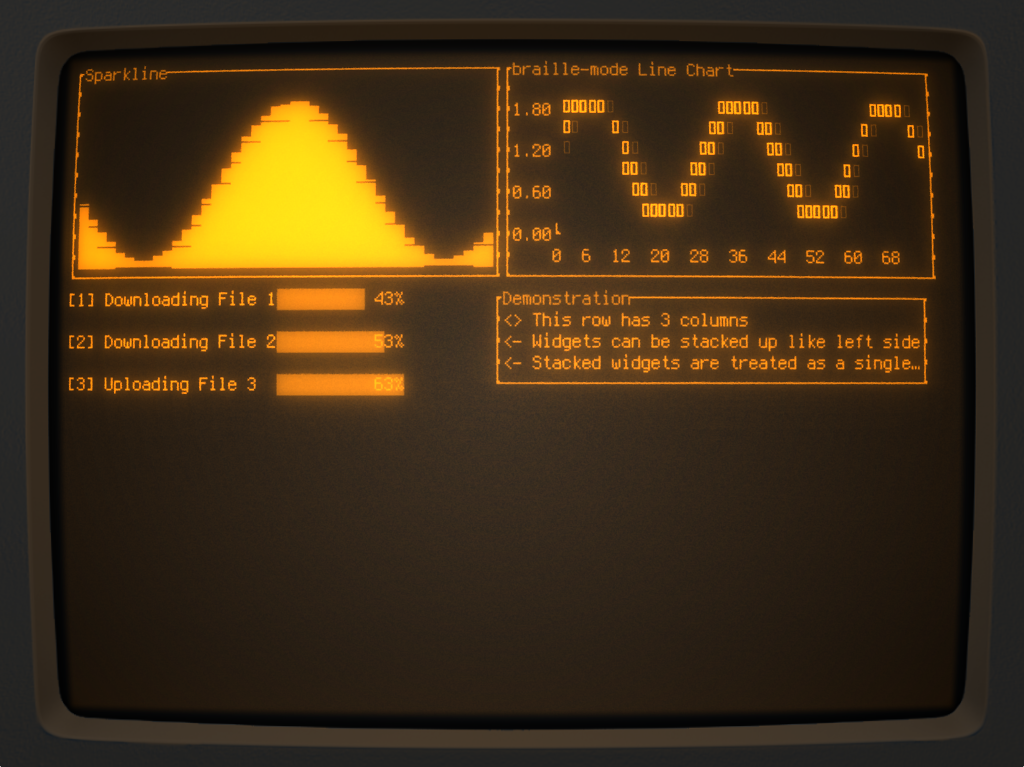 Sparkline
braille-mode Line Chart
1.80
1.20
0.60
0.00
0 6 12 20 28 36 44 52 60 68
[1] Downloading File 1 43%
[2] Downloading File 2 53%
[3] Uploading File 3 63%
Demonstration
<> This row has 3 columns
<- Widgets can be stacked up like left side
<- Stacked widgets are treated as a single…